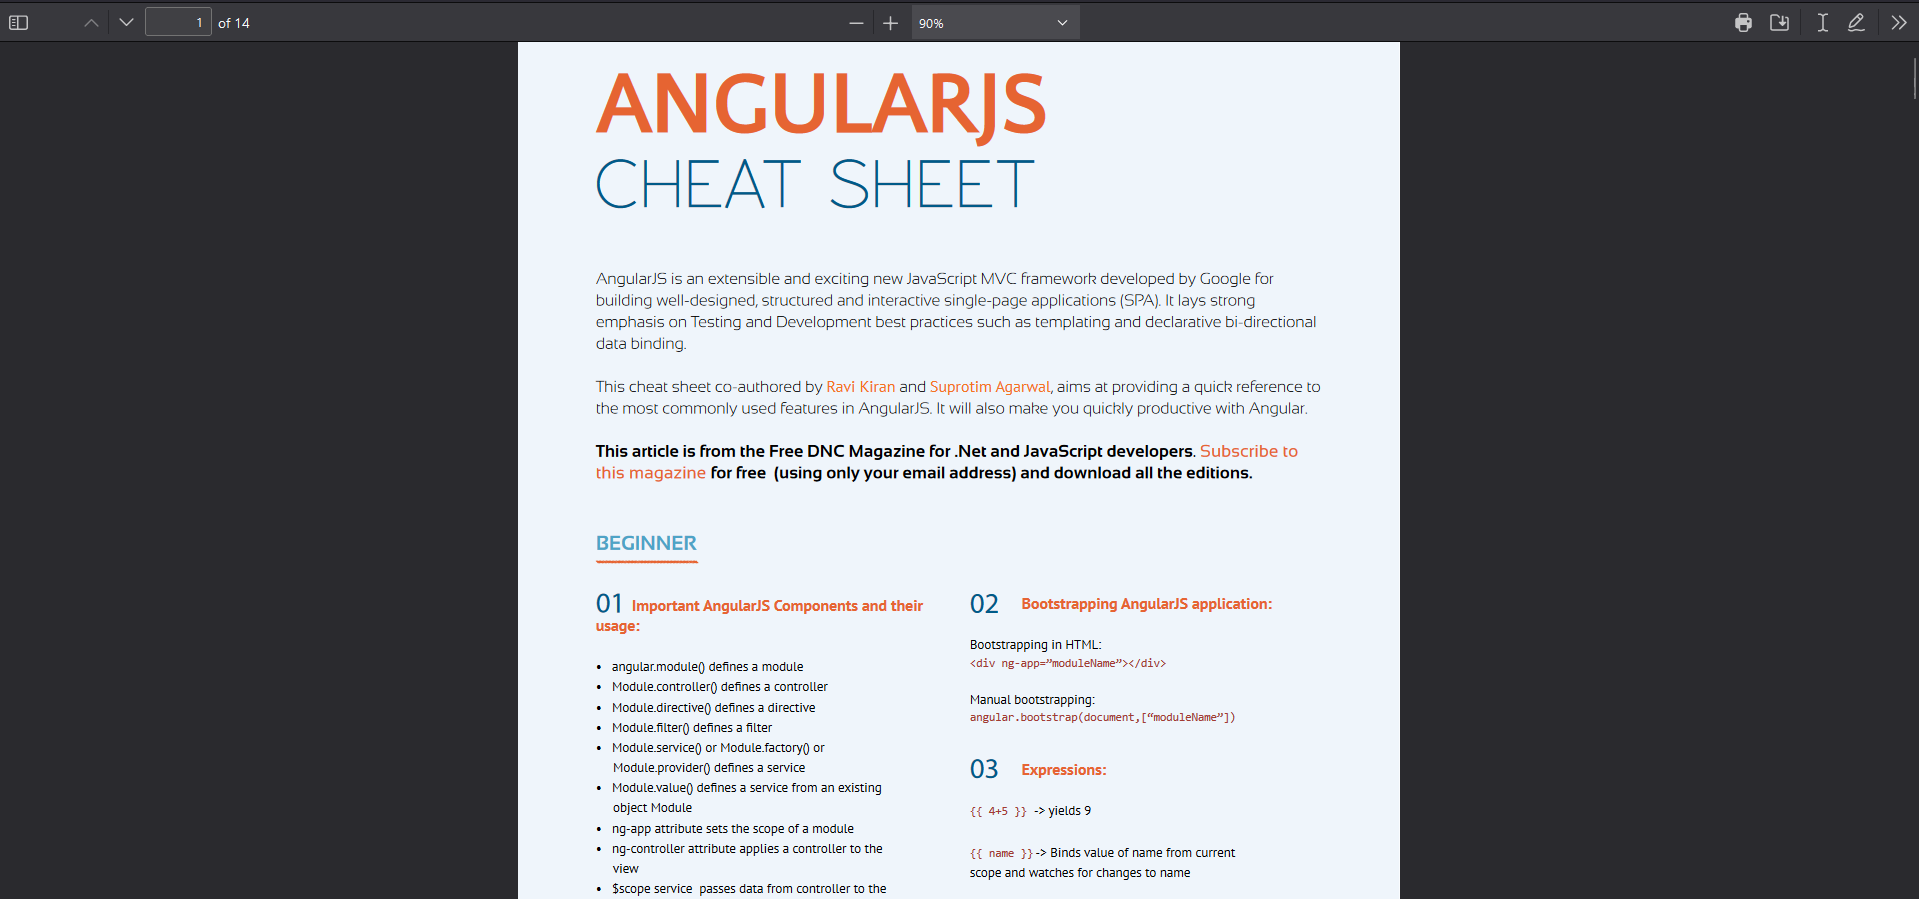 1 of 14
90%
ANGULARJS
CHEAT SHEET
AngularJS is an extensible and exciting new JavaScript MVC framework developed by Google for
building well-designed, structured and interactive single-page applications (SPA). It lays strong
emphasis on Testing and Development best practices such as templating and declarative bi-directional
data binding.
This cheat sheet co-authored by Ravi Kiran and Suprotim Agarwal, aims at providing a quick reference to
the most commonly used features in AngularJS. It will also make you quickly productive with Angular.
This article is from the Free DNC Magazine for .Net and JavaScript developers. Subscribe to
this magazine for free (using only your email address) and download all the editions.
BEGINNER
01 Important AngularJS Components and their
usage:
• angular.module() defines a module
• Module.controller() defines a controller
• Module.directive() defines a directive
• Module.filter() defines a filter
• Module.service() or Module.factory() or
Module.provider() defines a service
• Module.value() defines a service from an existing
object Module
• ng-app attribute sets the scope of a module
• ng-controller attribute applies a controller to the
view
• $scope service passes data from controller to the
02 Bootstrapping AngularJS application:
Bootstrapping in HTML:
<div ng-app=”moduleName”></div>
Manual bootstrapping:
angular.bootstrap(document,[“moduleName”])
03 Expressions:
{{ 4+5 }} -> yields 9
{{ name }}-> Binds value of name from current
scope and watches for changes to name